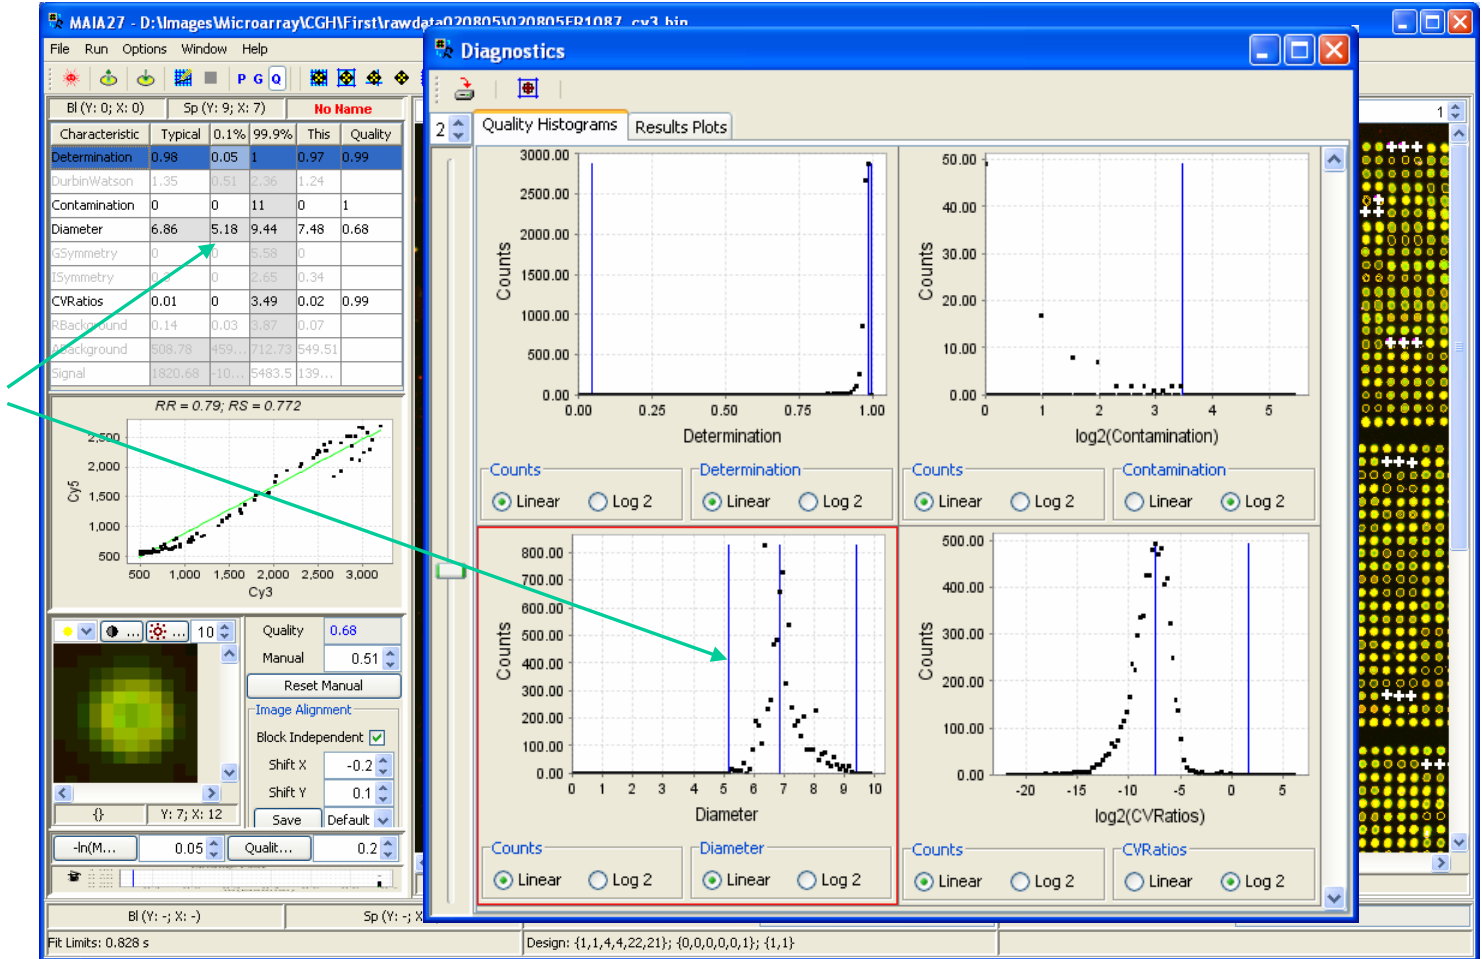 MAIA27 - D:\Images\Microarray\CGH\First\rawdata020805\020805FR1087_cy3.bin
File Run Options Window Help
P G Q
Bl (Y: 0; X: 0) Sp (Y: 9; X: 7) No Name
Characteristic Typical 0.1% 99.9% This Quality
Determination 0.98 0.05 1 0.97 0.99
DurbinWatson 1.35 0.51 2.36 1.24
Contamination 0 0 11 0 1
Diameter 6.86 5.18 9.44 7.48 0.68
GSymmetry 0 0 5.58 0
ISymmetry 0 2.65 0.34
CVRatios 0.01 0 3.49 0.02 0.99
RBackground 0.14 0.03 3.87 0.07
ABackground 508.78 459... 712.73 549.51
Signal 1820.68 -10... 5483.5 139...
RR = 0.79; RS = 0.772
2,500
2,000
1,500
1,000
500
Cy5
500 1,000 1,500 2,000 2,500 3,000
Cy3
... ... 10
Quality 0.68
Manual 0.51
Reset Manual
Image Alignment
Block Independent
Shift X -0.2
Shift Y 0.1
Save Default
{} Y: 7; X: 12
-ln(M... 0.05 Qualit... 0.2
Bl (Y: -; X: -) Sp (Y: -; X
Fit Limits: 0.828 s
Design: {1,1,4,4,22,21}; {0,0,0,0,0,1}; {1,1}
Diagnostics
2
Quality Histograms Results Plots
3000.00
2500.00
2000.00
1500.00
1000.00
500.00
0.00
Counts
0.00 0.25 0.50 0.75 1.00
Determination
Counts Determination
Linear Log 2 Linear Log 2
50.00
40.00
30.00
20.00
10.00
0.00
Counts
0 1 2 3 4 5
log2(Contamination)
Counts Contamination
Linear Log 2 Linear Log 2
800.00
700.00
600.00
500.00
400.00
300.00
200.00
100.00
0.00
Counts
0 1 2 3 4 5 6 7 8 9 10
Diameter
Counts Diameter
Linear Log 2 Linear Log 2
500.00
400.00
300.00
200.00
100.00
0.00
Counts
-20 -15 -10 -5 0 5
log2(CVRatios)
Counts CVRatios
Linear Log 2 Linear Log 2
1